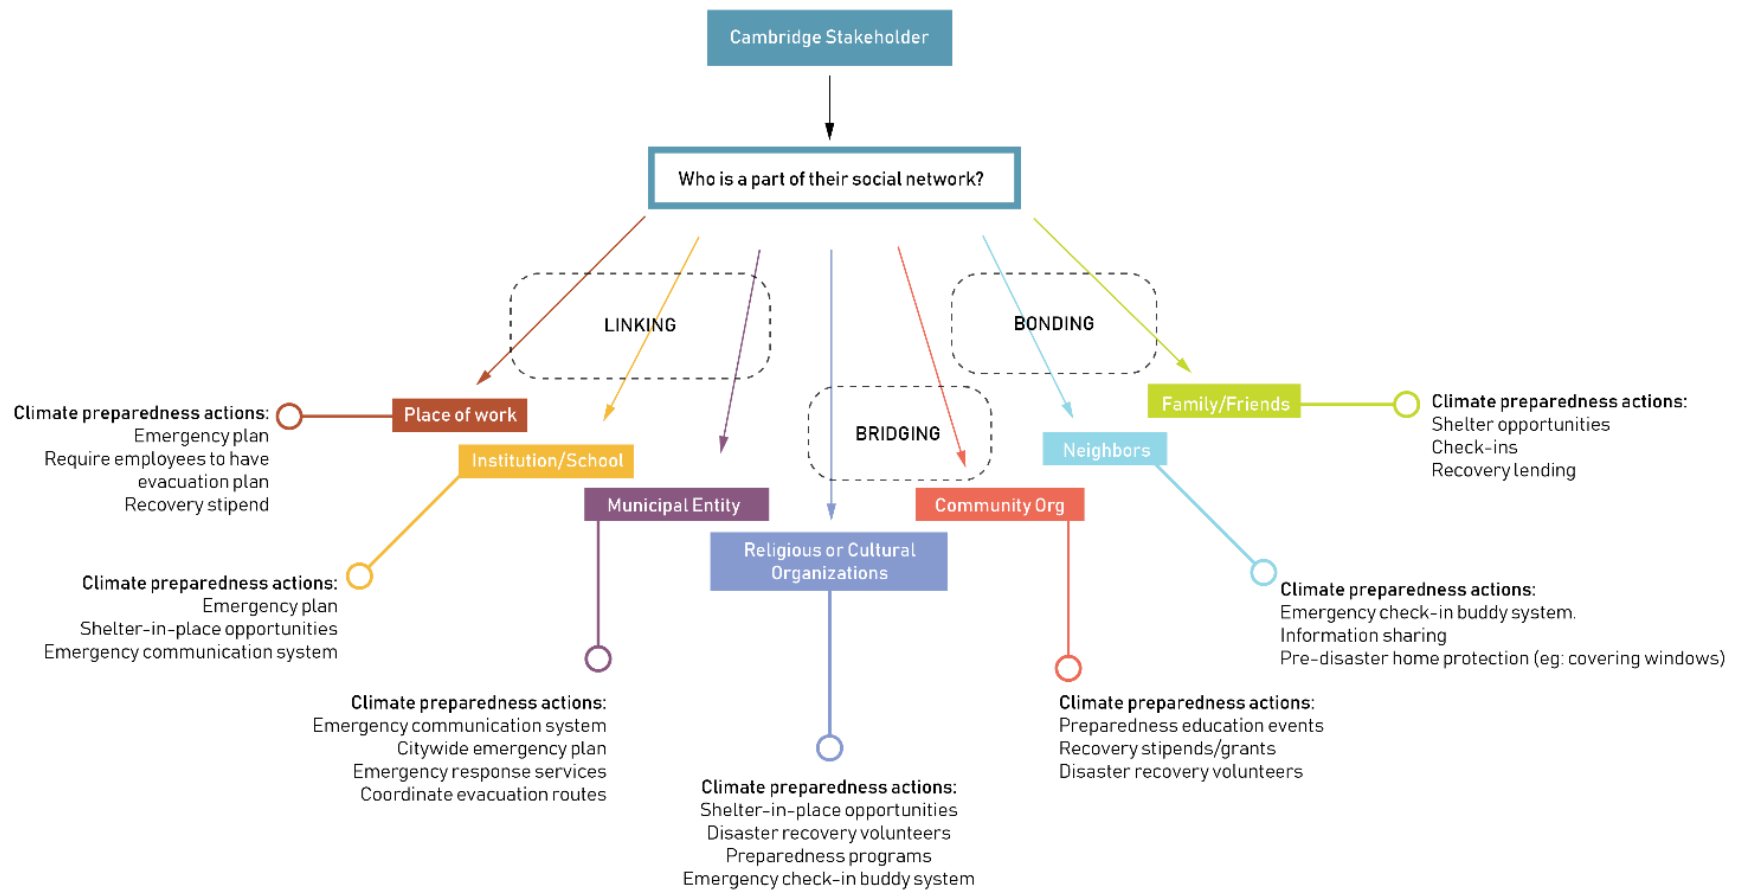 Cambridge Stakeholder
Who is a part of their social network?
LINKING
BONDING
BRIDGING
Place of work
Climate preparedness actions:
Emergency plan
Require employees to have
evacuation plan
Recovery stipend
Institution/School
Climate preparedness actions:
Emergency plan
Shelter-in-place opportunities
Emergency communication system
Municipal Entity
Climate preparedness actions:
Emergency communication system
Citywide emergency plan
Emergency response services
Coordinate evacuation routes
Religious or Cultural
Organizations
Climate preparedness actions:
Shelter-in-place opportunities
Disaster recovery volunteers
Preparedness programs
Emergency check-in buddy system
Community Org
Climate preparedness actions:
Preparedness education events
Recovery stipends/grants
Disaster recovery volunteers
Neighbors
Climate preparedness actions:
Emergency check-in buddy system.
Information sharing
Pre-disaster home protection (eg: covering windows)
Family/Friends
Climate preparedness actions:
Shelter opportunities
Check-ins
Recovery lending